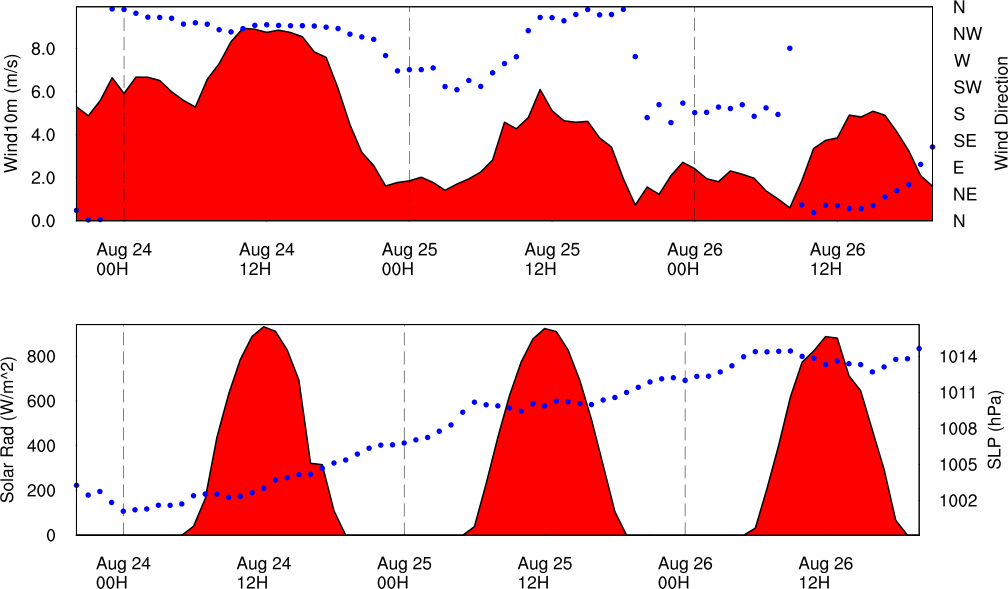 Wind10m (m/s)
8.0
6.0
4.0
2.0
0.0
N
NW
W
SW
S
SE
E
NE
N
Wind Direction
Aug 24 00H
Aug 24 12H
Aug 25 00H
Aug 25 12H
Aug 26 00H
Aug 26 12H
Solar Rad (W/m^2)
800
600
400
200
0
1014
1011
1008
1005
1002
SLP (hPa)
Aug 24 00H
Aug 24 12H
Aug 25 00H
Aug 25 12H
Aug 26 00H
Aug 26 12H